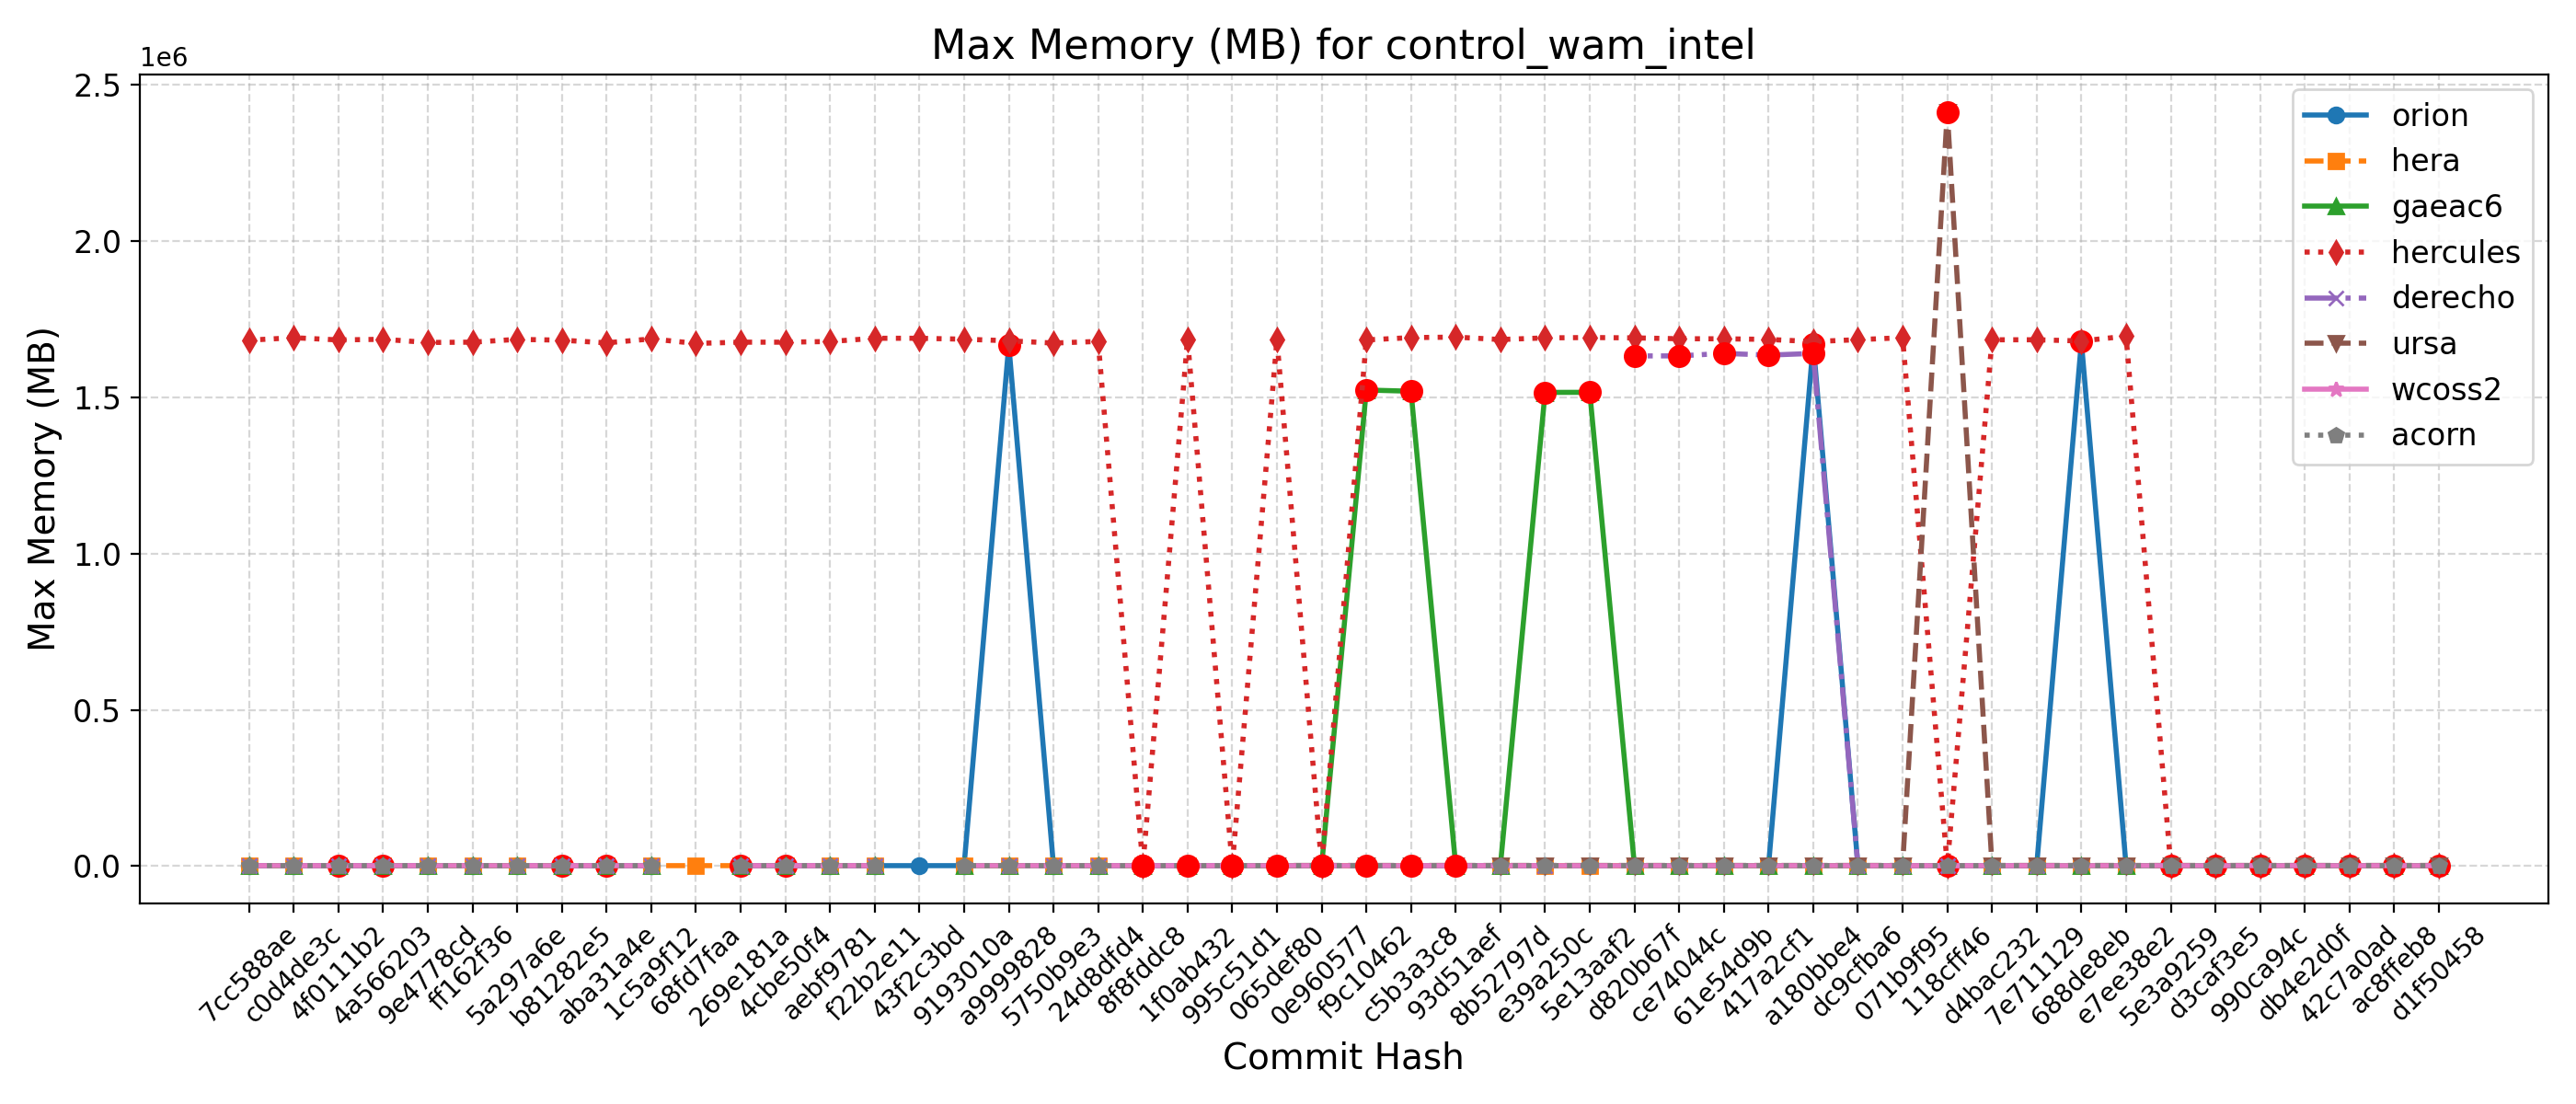 Max Memory (MB) for control_wam_intel
1e6
2.5
2.0
1.5
1.0
0.5
0.0
Max Memory (MB)
orion
hera
gaeac6
hercules
derecho
ursa
wcoss2
acorn
7cc588ae
c0d4de3c
4f0111b2
4a566203
9e4778cd
ff162f36
5a297a6e
b81282e5
aba31a4e
1c5a9f12
68fd7faa
269e181a
4cbe50f4
aebf9781
f22b2e11
43f2c3bd
9193010a
a9999828
5750b9e3
24d8dfd4
8f8fddc8
1f0ab432
995c51d1
065def80
0e960577
f9c10462
c5b3a3c8
93d51aef
8b52797d
e39a250c
5e13aaf2
d820b67f
ce74044c
61e54d9b
417a2cf1
a180bbe4
dc9cfba6
071b9f95
118cff46
d4bac232
7e711129
688de8eb
e7ee38e2
5e3a9259
d3caf3e5
990ca94c
db4e2d0f
42c7a0ad
ac8ffeb8
d1f50458
Commit Hash